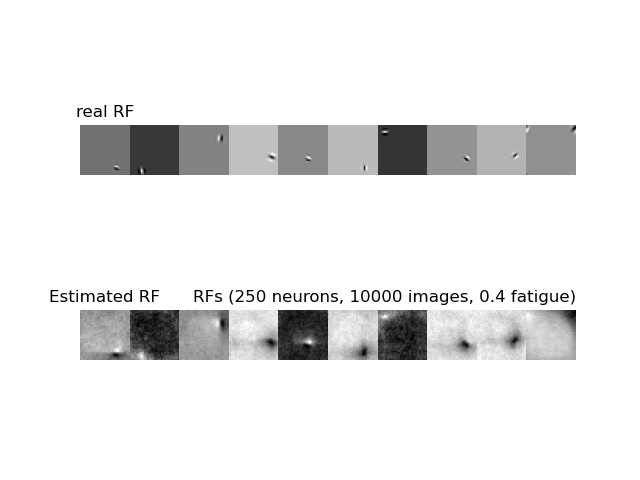 real RF
Estimated RF
RFs (250 neurons, 10000 images, 0.4 fatigue)